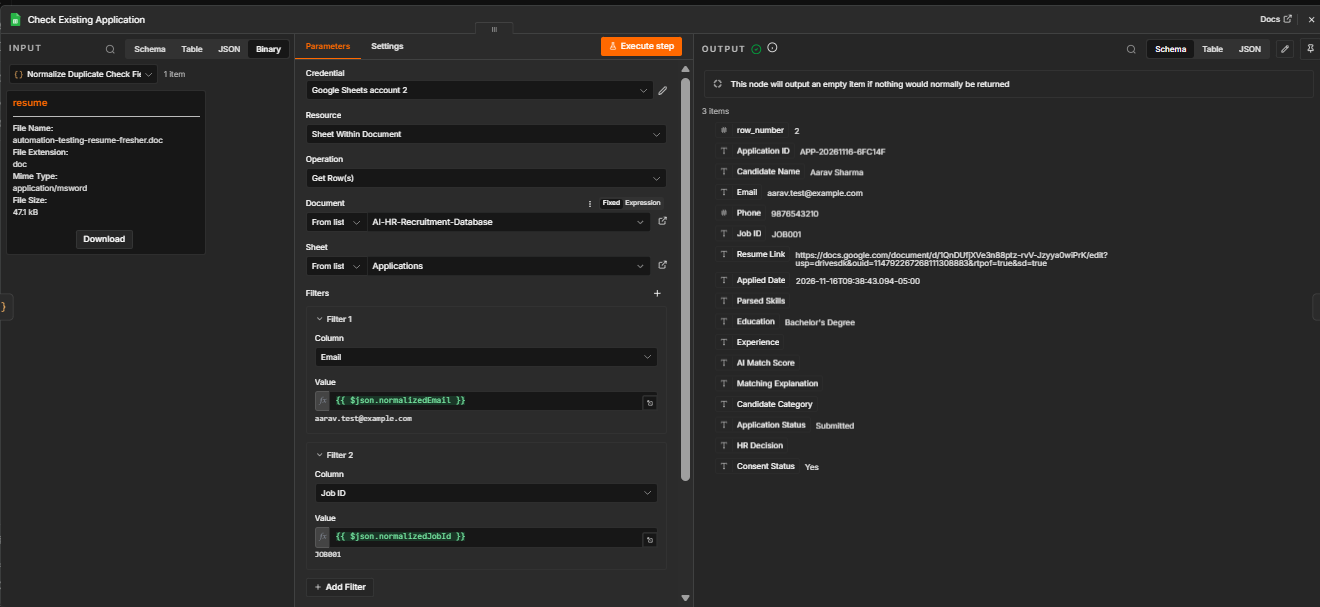 Check Existing Application
Docs
INPUT
Schema
Table
JSON
Binary
Normalize Duplicate Check Fie
1 item
resume
File Name:
automation-testing-resume-fresher.doc
File Extension:
doc
Mime Type:
application/msword
File Size:
47.1 kB
Download
Parameters
Settings
Execute step
Credential
Google Sheets account 2
Resource
Sheet Within Document
Operation
Get Row(s)
Document
Fixed
Expression
From list
AI-HR-Recruitment-Database
Sheet
From list
Applications
Filters
Filter 1
Column
Email
Value
fx {{ $json.normalizedEmail }}
aarav.test@example.com
Filter 2
Column
Job ID
Value
fx {{ $json.normalizedJobId }}
JOB001
+ Add Filter
OUTPUT
Schema
Table
JSON
This node will output an empty item if nothing would normally be returned
3 items
# row_number 2
T Application ID APP-20261116-6FC14F
T Candidate Name Aarav Sharma
T Email aarav.test@example.com
# Phone 9876543210
T Job ID JOB001
T Resume Link https://docs.google.com/document/d/1QnDUfjXVe3n88ptz-rvV-Jzyya0wlPrK/edit?
usp=drivesdk&ouid=114792267268111308883&rtpof=true&sd=true
T Applied Date 2026-11-16T09:38:43.094-05:00
T Parsed Skills
T Education Bachelor's Degree
T Experience
T AI Match Score
T Matching Explanation
T Candidate Category
T Application Status Submitted
T HR Decision
T Consent Status Yes